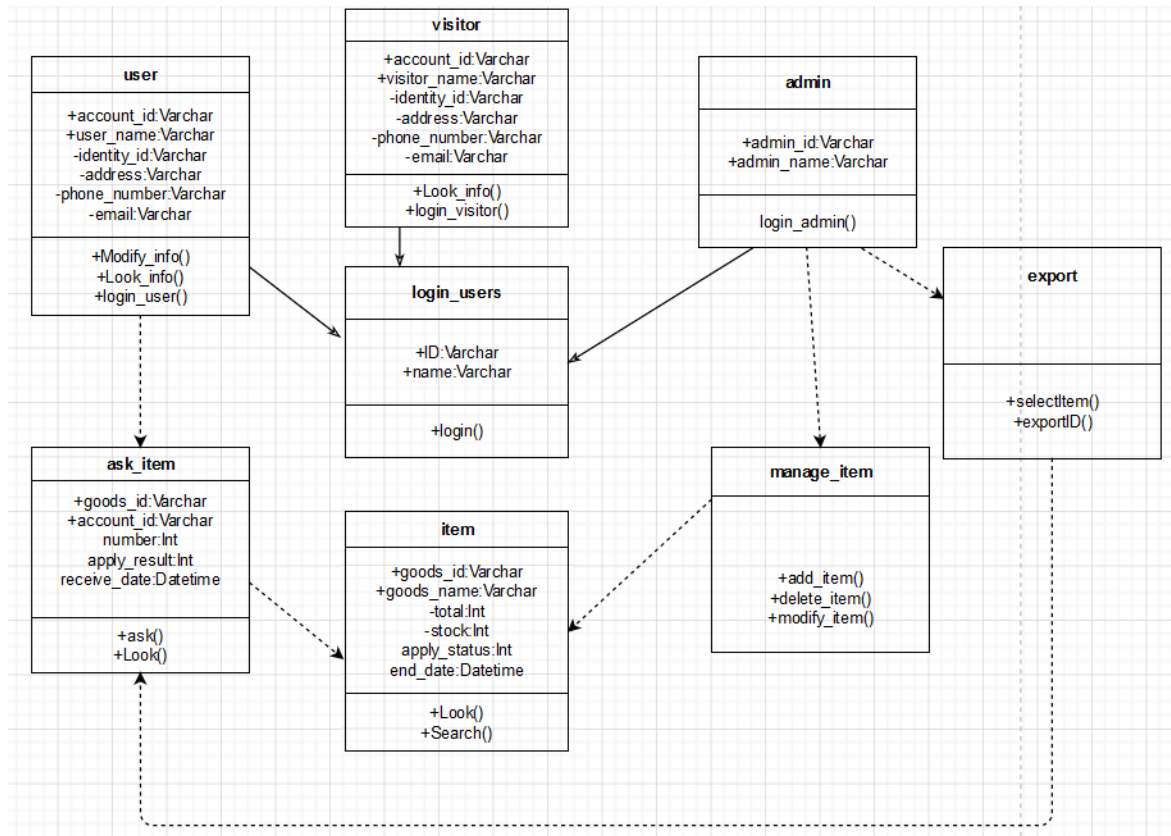 visitor
+account_id:Varchar
+visitor_name:Varchar
-identity_id:Varchar
-address:Varchar
-phone_number:Varchar
-email:Varchar
+Look_info()
+login_visitor()
user
+account_id:Varchar
+user_name:Varchar
-identity_id:Varchar
-address:Varchar
-phone_number:Varchar
-email:Varchar
+Modify_info()
+Look_info()
+login_user()
admin
+admin_id:Varchar
+admin_name:Varchar
login_admin()
login_users
+ID:Varchar
+name:Varchar
+login()
export
+selectItem()
+exportID()
ask_item
+goods_id:Varchar
+account_id:Varchar
number:Int
apply_result:Int
receive_date:Datetime
+ask()
+Look()
item
+goods_id:Varchar
+goods_name:Varchar
-total:Int
-stock:Int
apply_status:Int
end_date:Datetime
+Look()
+Search()
manage_item
+add_item()
+delete_item()
+modify_item()